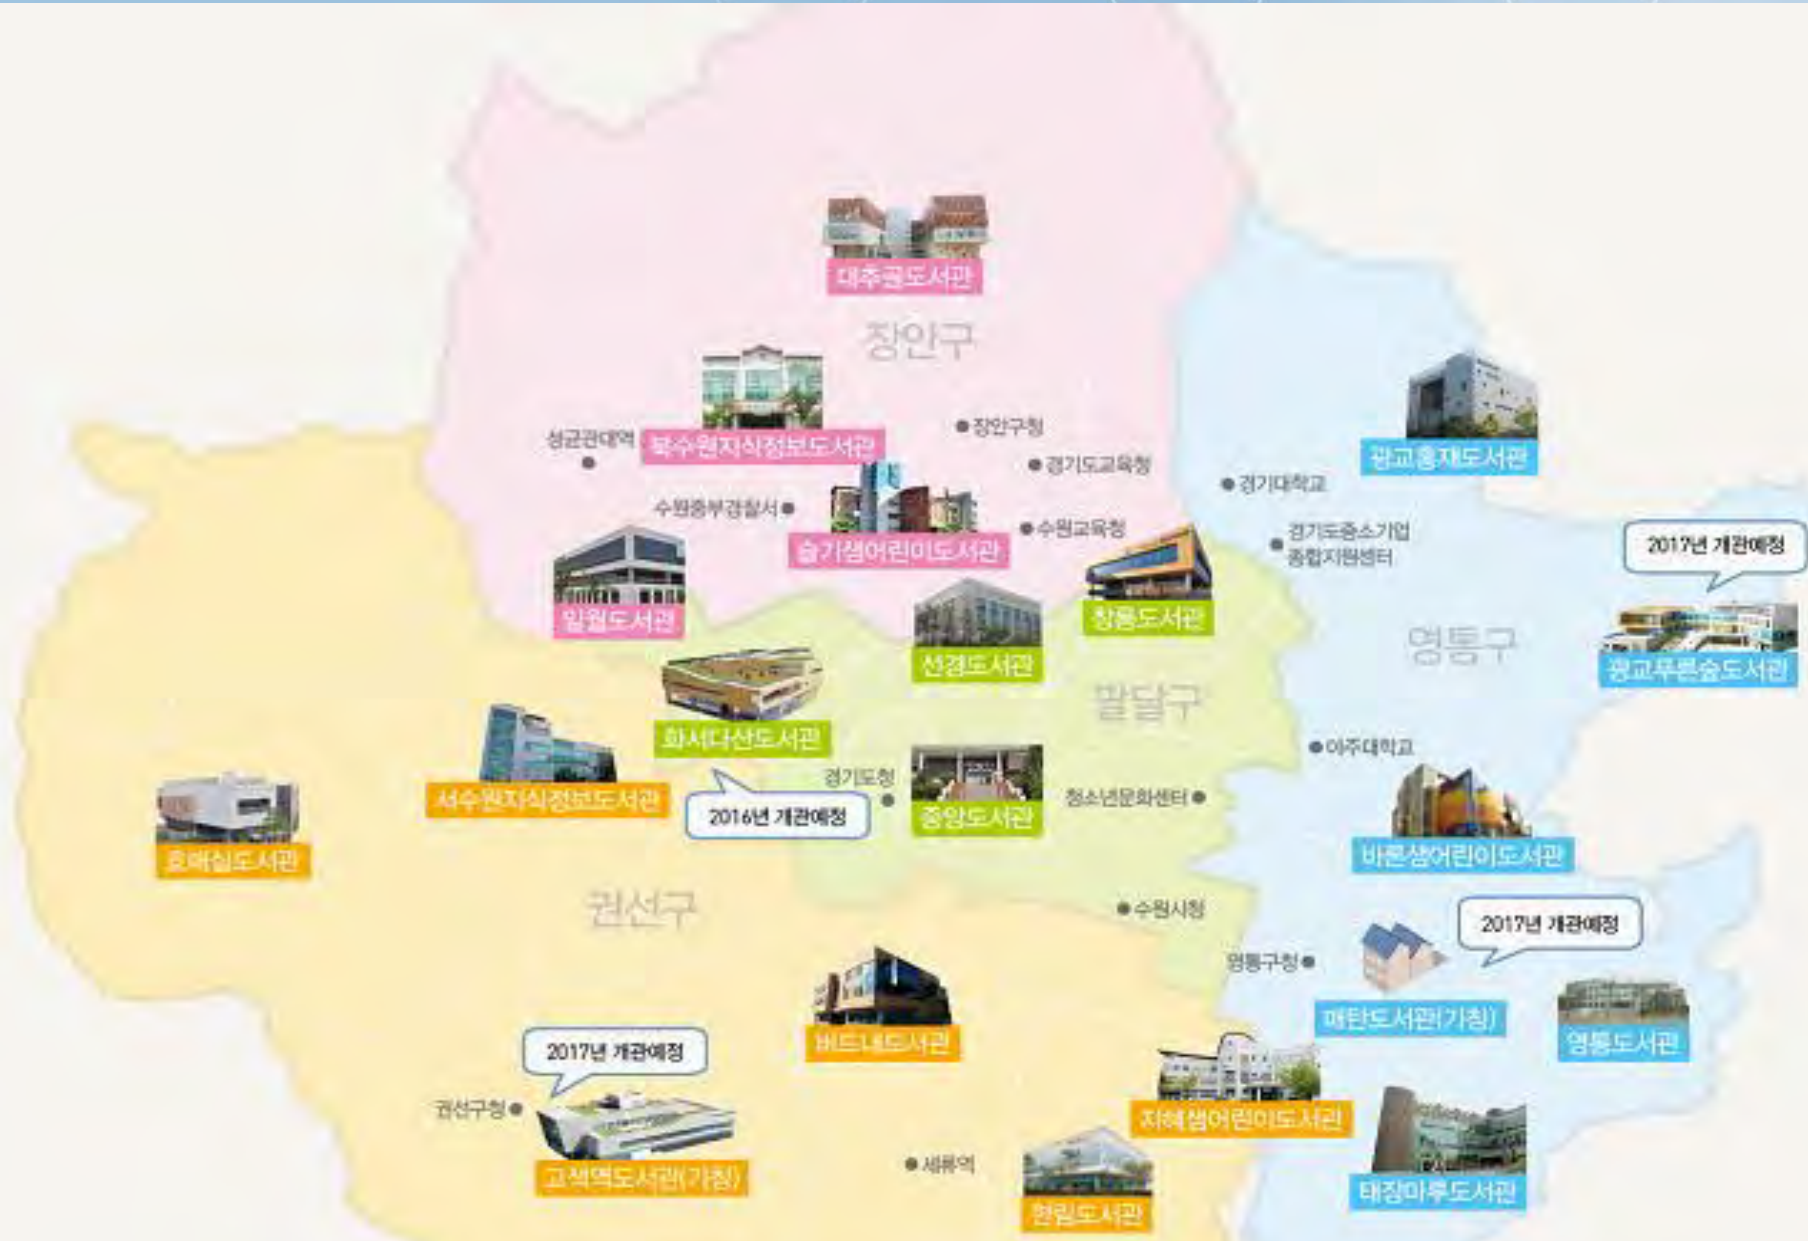 대추골도서관
장안구
성균관대역
북수원지식정보도서관
장안구청
경기도교육청
수원중부경찰서
슬기샘어린이도서관
수원교육청
일월도서관
광교홍재도서관
경기대학교
경기도중소기업
종합지원센터
2017년 개관예정
창룡도서관
선경도서관
영통구
광교푸른숲도서관
팔달구
화서다산도서관
서수원지식정보도서관
2016년 개관예정
경기도청
중앙도서관
청소년문화센터
아주대학교
호매실도서관
바른샘어린이도서관
권선구
수원시청
2017년 개관예정
영통구청
매탄도서관(가칭)
영통도서관
버드내도서관
2017년 개관예정
권선구청
고색역도서관(가칭)
지혜샘어린이도서관
세류역
한림도서관
태장마루도서관